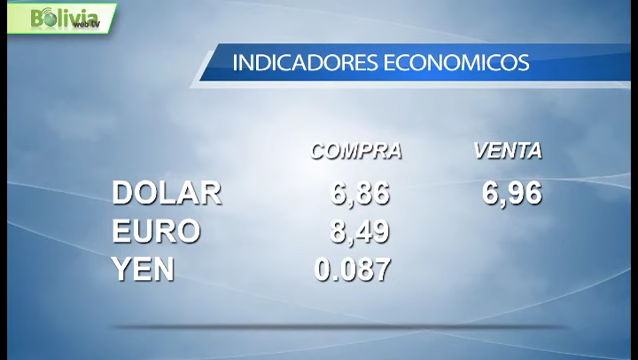 Bolivia
web tv
INDICADORES ECONOMICOS
COMPRA VENTA
DOLAR 6,86 6,96
EURO 8,49
YEN 0.087